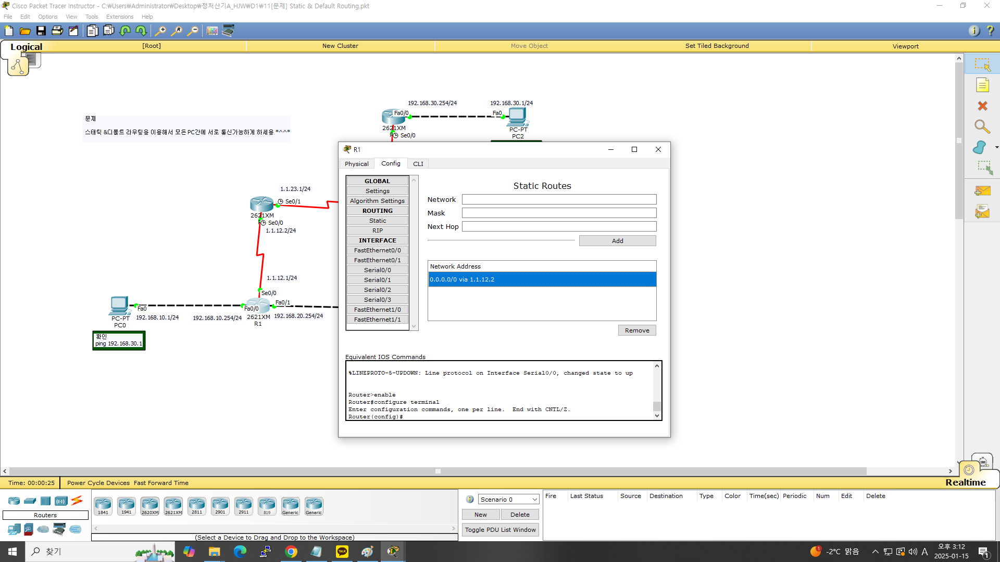 Cisco Packet Tracer Instructor - C:₩Users₩Administrator₩Desktop₩정처산기A_HJW₩D1₩11[문제] Static & Default Routing.pkt
File Edit Options View Tools Extensions Help
Logical [Root] New Cluster Move Object Set Tiled Background Viewport
문제
스태틱 &디폴트 라우팅을 이용해서 모든PC간에 서로 통신가능하게 하세용 *^^*
192.168.30.254/24 192.168.30.1/24
Fa0/0 Fa0
2621XM PC-PT
Se0/0 PC2
1.1.23.1/24
Se0/1
2621XM
Se0/0
1.1.12.2/24
1.1.12.1/24
Se0/0
Fa0 Fa0/0 Fa0/1
PC-PT 192.168.10.1/24 192.168.10.254/24 2621XM 192.168.20.254/24
PC0 R1
확인
ping 192.168.30.1
R1
Physical Config CLI
GLOBAL
Settings
Algorithm Settings
ROUTING
Static
RIP
INTERFACE
FastEthernet0/0
FastEthernet0/1
Serial0/0
Serial0/1
Serial0/2
Serial0/3
FastEthernet1/0
FastEthernet1/1
Static Routes
Network
Mask
Next Hop
Add
Network Address
0.0.0.0/0 via 1.1.12.2
Remove
Equivalent IOS Commands
%LINEPROTO-5-UPDOWN: Line protocol on Interface Serial0/0, changed state to up
Router>enable
Router#configure terminal
Enter configuration commands, one per line.  End with CNTL/Z.
Router(config)#
Time: 00:00:25 Power Cycle Devices Fast Forward Time Realtime
Routers
1841 1941 2620XM 2621XM 2811 2901 2911 819 Generic Generic
(Select a Device to Drag and Drop to the Workspace)
Scenario 0
New Delete
Toggle PDU List Window
Fire Last Status Source Destination Type Color Time(sec) Periodic Num Edit Delete
찾기
TALK
1
-2°C 맑음
A
오후 3:12
2025-01-15
1